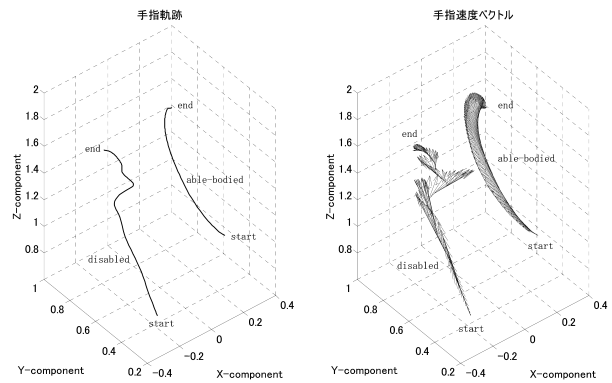 手指軌跡
2
1.8
1.6
1.4
1.2
1
0.8
Z-component
end
end
able-bodied
disabled
start
start
1
0.8
0.6
0.4
0.2
Y-component
−0.4
−0.2
0
0.2
0.4
X-component
手指速度ベクトル
2
1.8
1.6
1.4
1.2
1
0.8
Z-component
end
end
able-bodied
disabled
start
start
1
0.8
0.6
0.4
0.2
Y-component
−0.4
−0.2
0
0.2
0.4
X-component